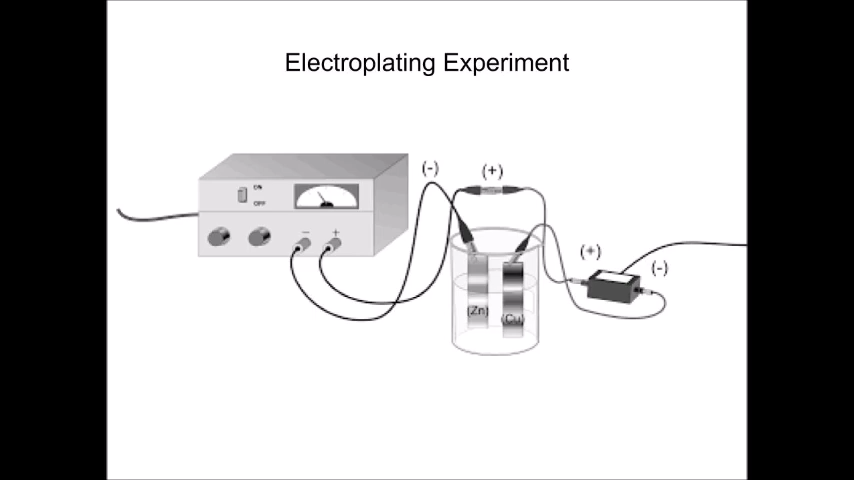 Electroplating Experiment
(-)
(+)
ON
OFF
− +
(+)
(-)
(Zn)
(Cu)